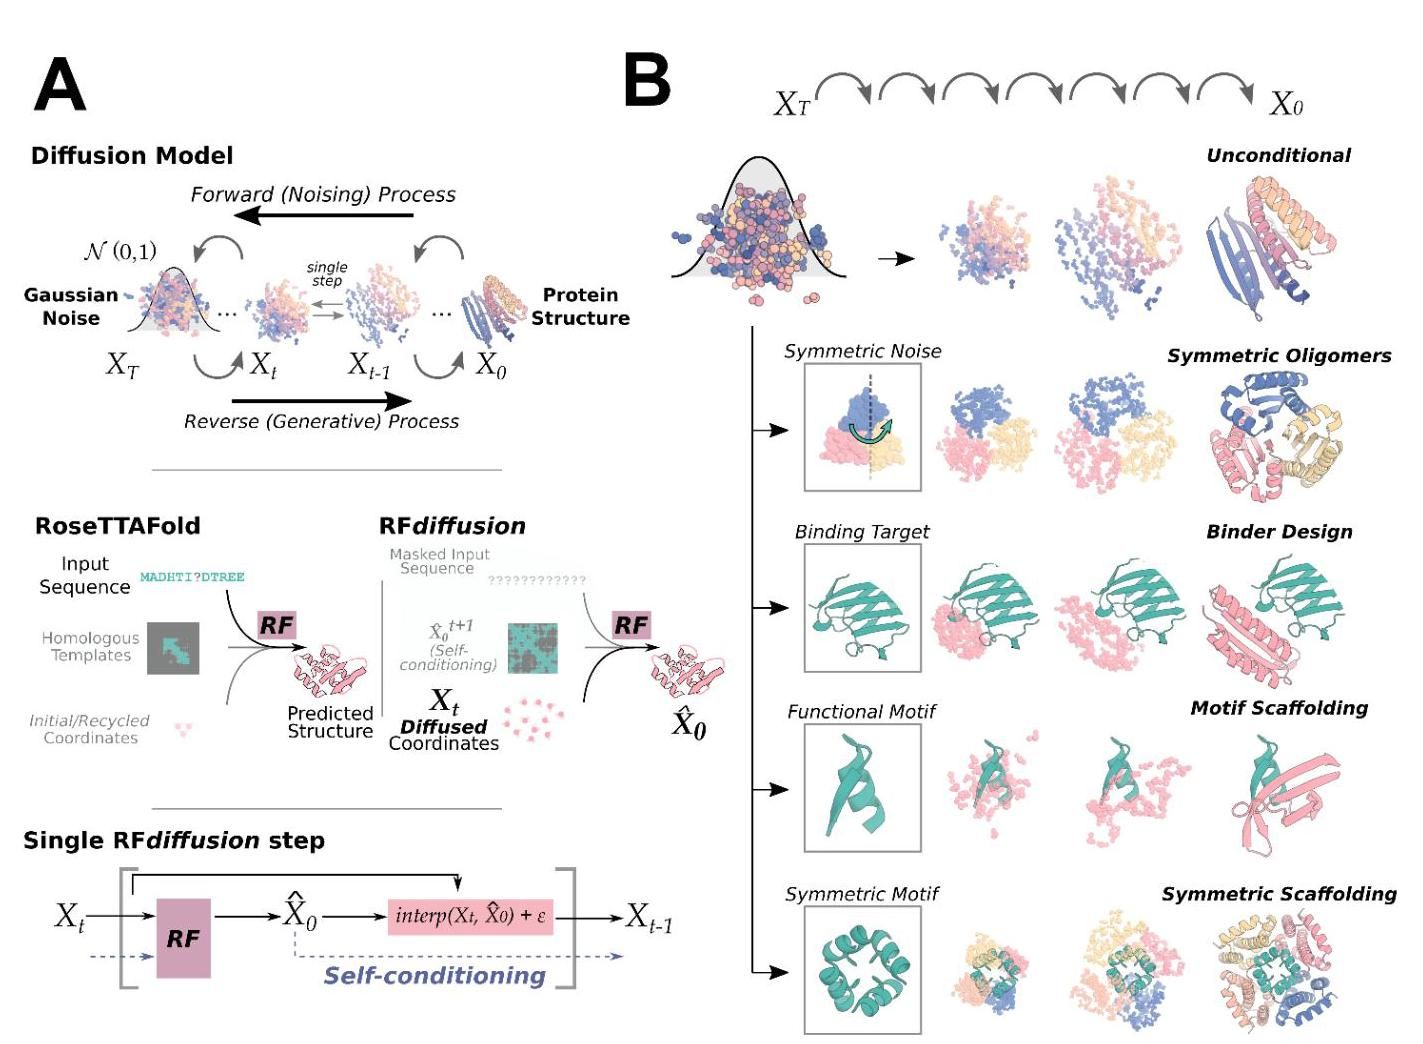 A
Diffusion Model
Forward (Noising) Process
𝒩 (0,1)
single
step
Gaussian
Noise
...
...
Protein
Structure
X_T
X_t
X_{t-1}
X_0
Reverse (Generative) Process
RoseTTAFold
Input
Sequence
MADHTI?DTREE
RF
Homologous
Templates
Initial/Recycled
Coordinates
Predicted
Structure
RFdiffusion
Masked Input
Sequence
????????????
RF
X̂_0^{t+1}
(Self-
conditioning)
X_t
Diffused
Coordinates
X̂_0
Single RFdiffusion step
X_t
RF
X̂_0
interp(X_t, X̂_0) + ε
X_{t-1}
Self-conditioning
B
X_T
X_0
Unconditional
Symmetric Noise
Symmetric Oligomers
Binding Target
Binder Design
Functional Motif
Motif Scaffolding
Symmetric Motif
Symmetric Scaffolding